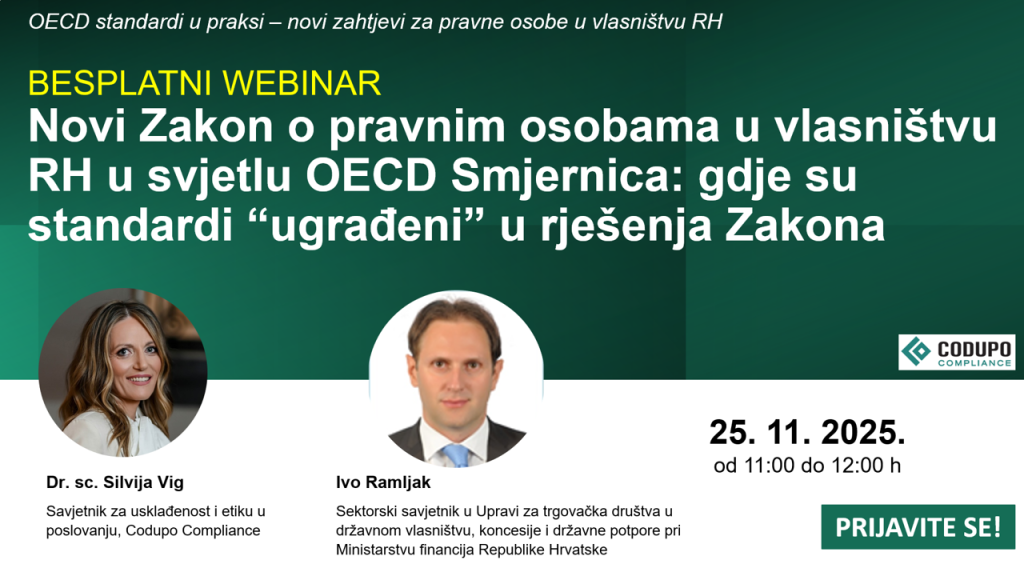 OECD standardi u praksi – novi zahtjevi za pravne osobe u vlasništvu RH
BESPLATNI WEBINAR
Novi Zakon o pravnim osobama u vlasništvu
RH u svjetlu OECD Smjernica: gdje su
standardi “ugrađeni” u rješenja Zakona
CODUPO
COMPLIANCE
25. 11. 2025.
od 11:00 do 12:00 h
Dr. sc. Silvija Vig
Savjetnik za usklađenost i etiku u
poslovanju, Codupo Compliance
Ivo Ramljak
Sektorski savjetnik u Upravi za trgovačka društva u
državnom vlasništvu, koncesije i državne potpore pri
Ministarstvu financija Republike Hrvatske
PRIJAVITE SE!